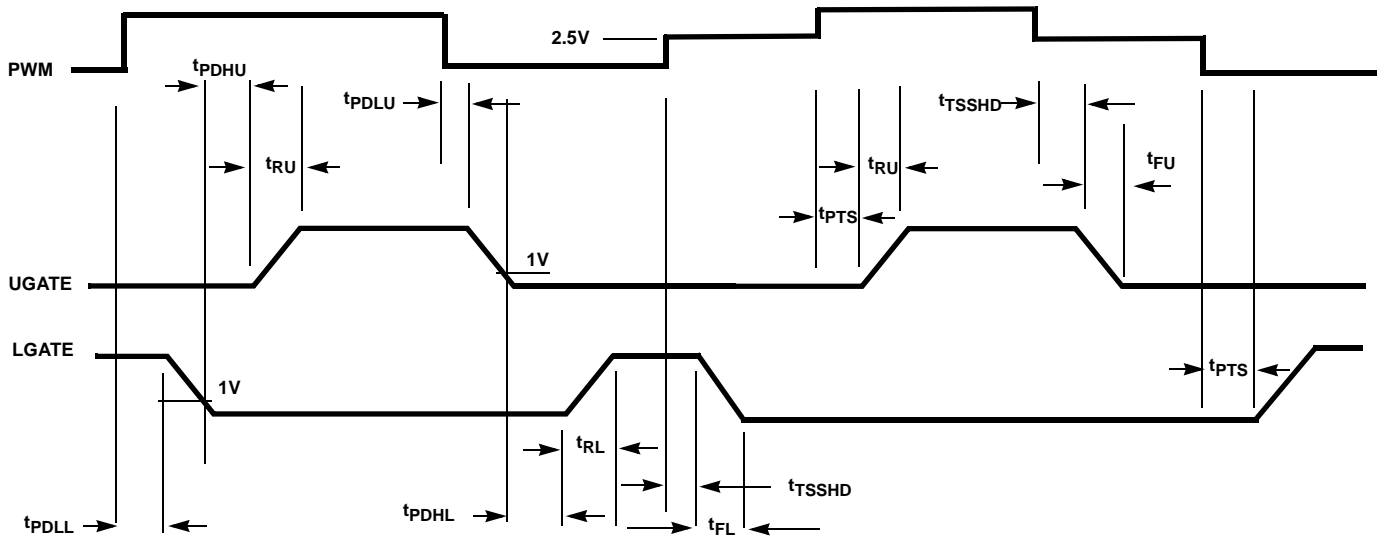 2.5V
PWM
tPDHU
tPDLU
tTSSHD
tRU
tRU
tFU
tPTS
1V
UGATE
LGATE
1V
tPTS
tRL
tTSSHD
tPDLL
tPDHL
tFL